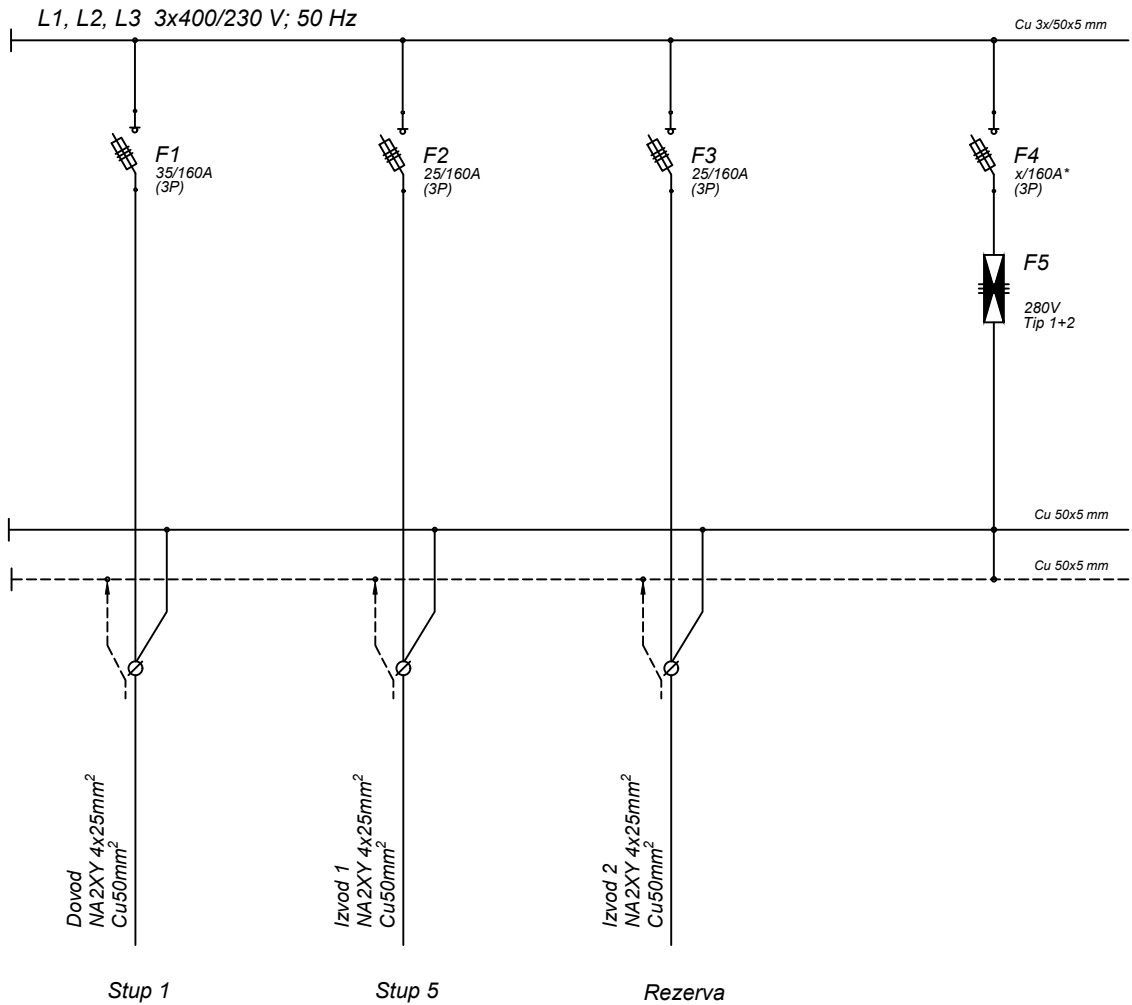 L1, L2, L3 3x400/230 V; 50 Hz
Cu 3x/50x5 mm
F1
35/160A
(3P)
F2
25/160A
(3P)
F3
25/160A
(3P)
F4
x/160A*
(3P)
F5
280V
Tip 1+2
Cu 50x5 mm
Cu 50x5 mm
Dovod
NA2XY 4x25mm²
Cu50mm²
Izvod 1
NA2XY 4x25mm²
Cu50mm²
Izvod 2
NA2XY 4x25mm²
Cu50mm²
Stup 1
Stup 5
Rezerva